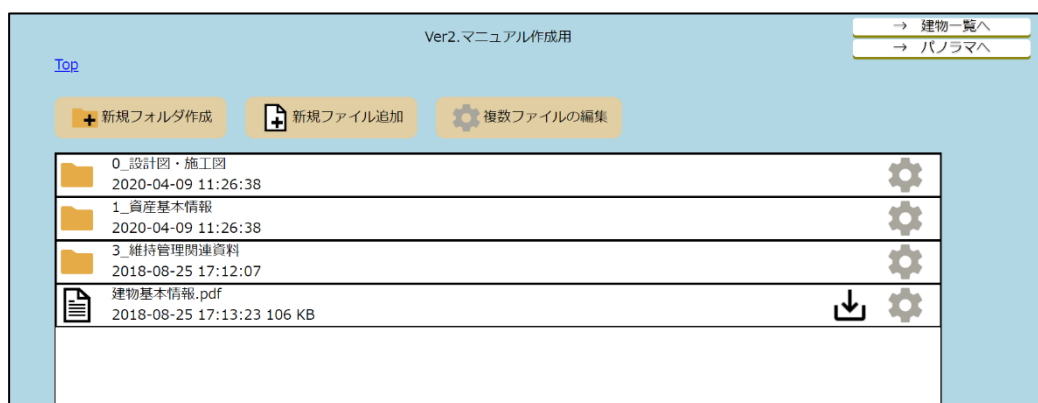 Ver2.マニュアル作成用
→ 建物一覧へ
→ パノラマへ
Top
新規フォルダ作成
新規ファイル追加
複数ファイルの編集
0_設計図・施工図
2020-04-09 11:26:38
1_資産基本情報
2020-04-09 11:26:38
3_維持管理関連資料
2018-08-25 17:12:07
建物基本情報.pdf
2018-08-25 17:13:23 106 KB